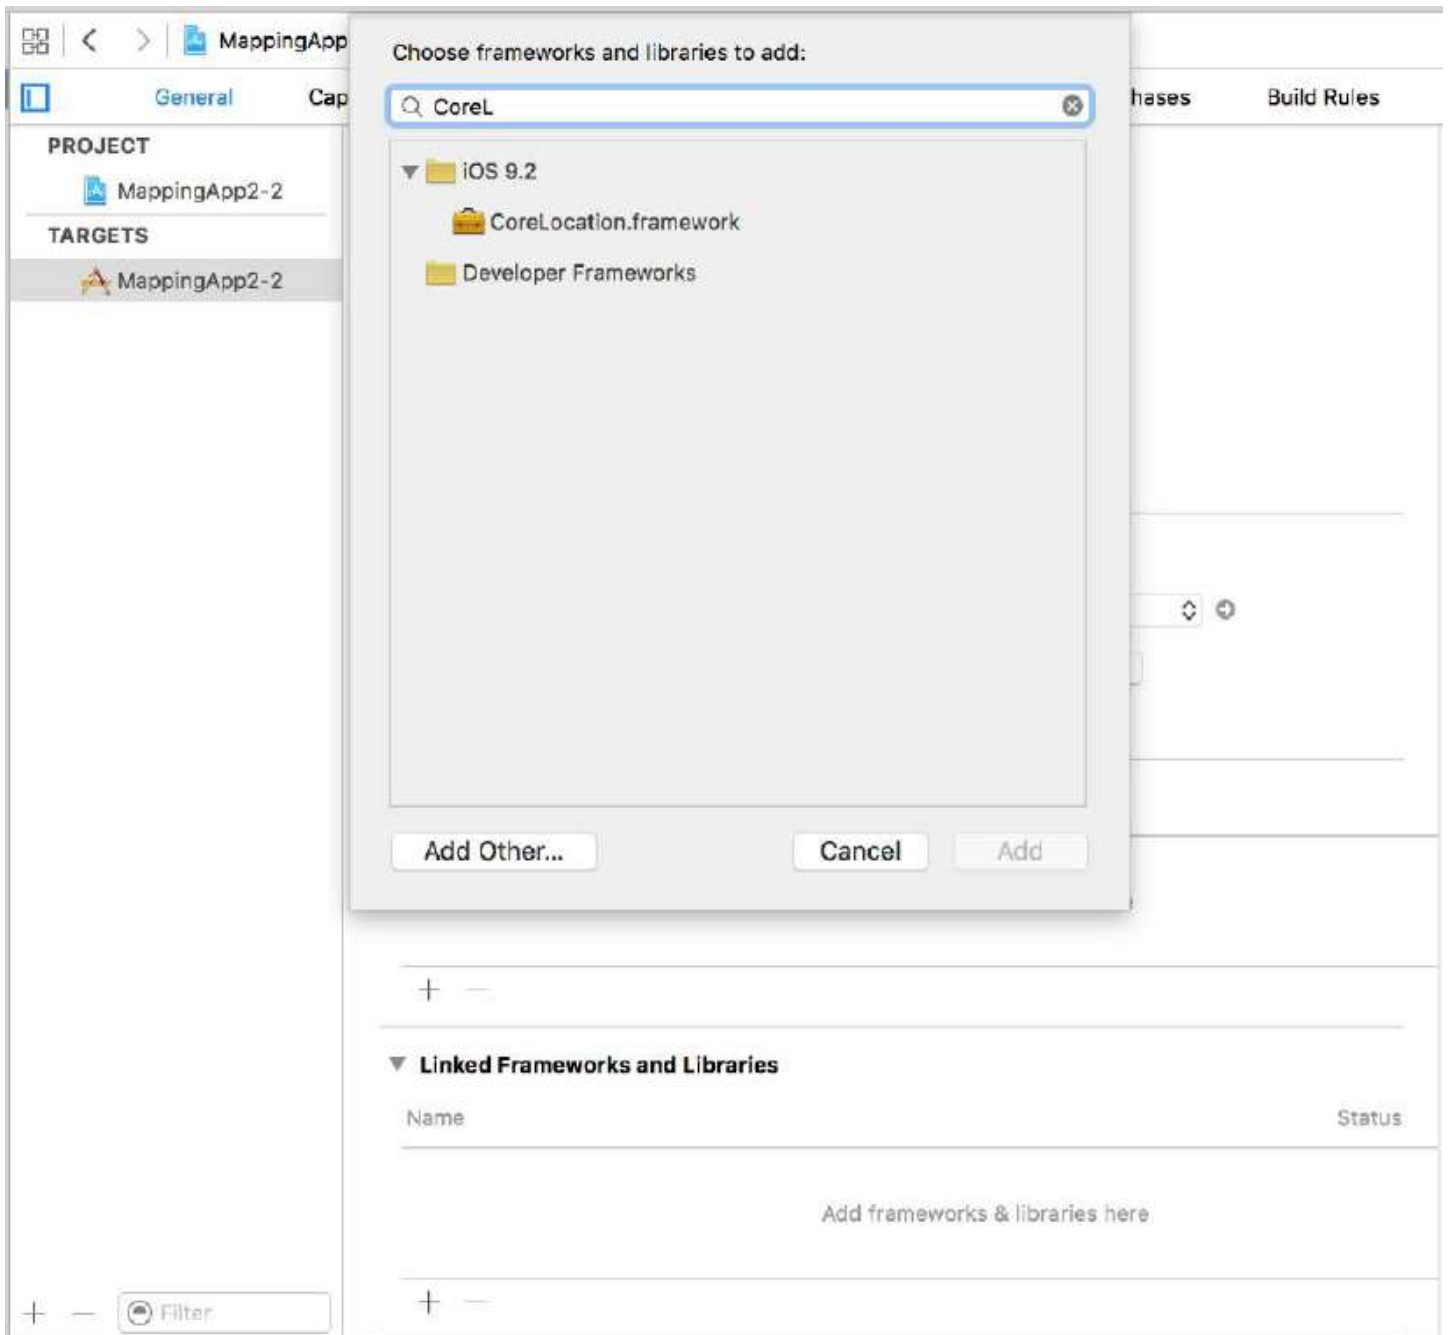 MappingApp
Choose frameworks and libraries to add:
General Cap hases Build Rules
CoreL
PROJECT
MappingApp2-2
TARGETS
MappingApp2-2
iOS 9.2
CoreLocation.framework
Developer Frameworks
Add Other... Cancel Add
Linked Frameworks and Libraries
Name Status
Add frameworks & libraries here
Filter